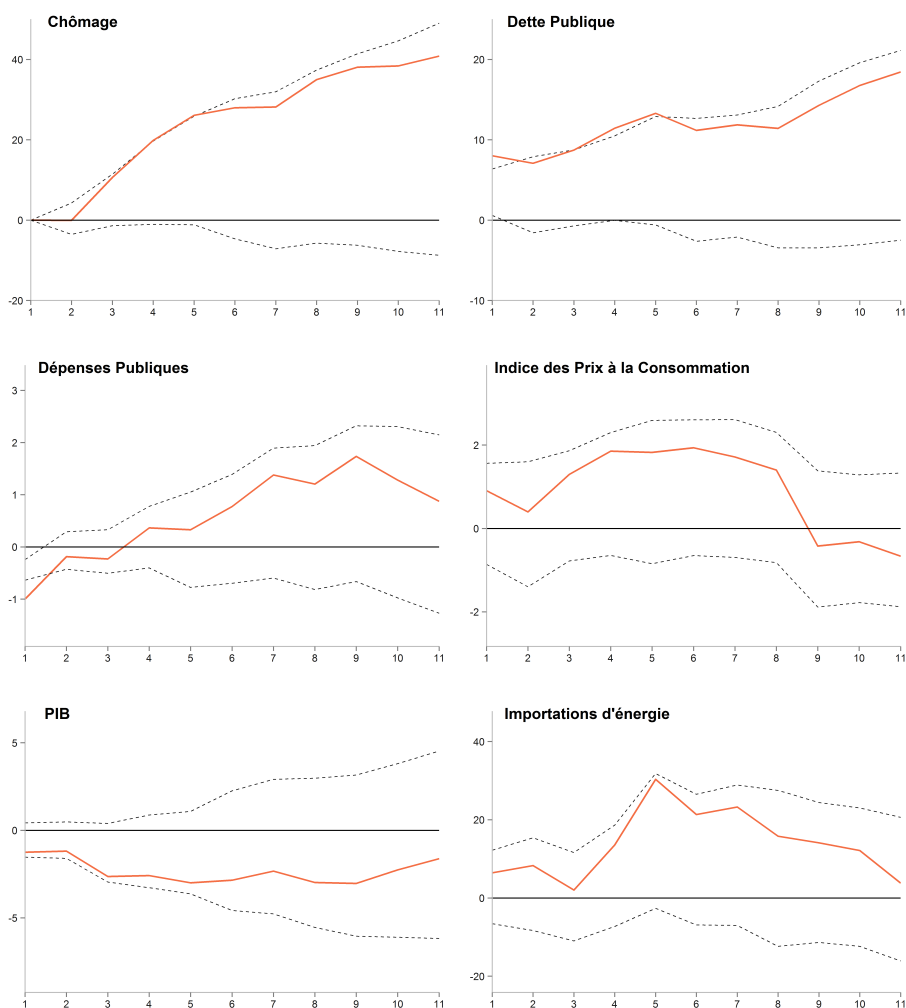 Chômage
40
20
0
-20
1 2 3 4 5 6 7 8 9 10 11
Dette Publique
20
10
0
-10
1 2 3 4 5 6 7 8 9 10 11
Dépenses Publiques
3
2
1
0
-1
1 2 3 4 5 6 7 8 9 10 11
Indice des Prix à la Consommation
2
0
-2
1 2 3 4 5 6 7 8 9 10 11
PIB
5
0
-5
1 2 3 4 5 6 7 8 9 10 11
Importations d'énergie
40
20
0
-20
1 2 3 4 5 6 7 8 9 10 11